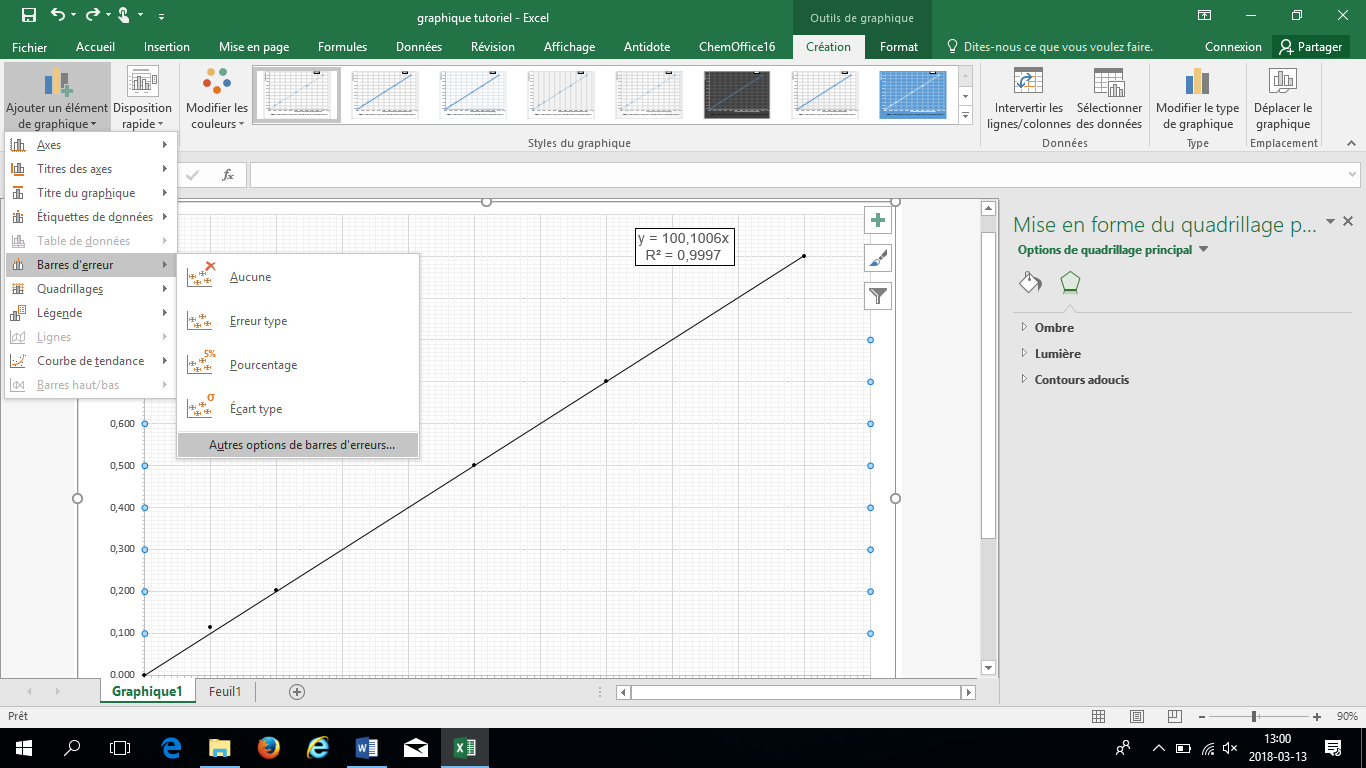 graphique tutoriel - Excel
Outils de graphique
Fichier
Accueil
Insertion
Mise en page
Formules
Données
Révision
Affichage
Antidote
ChemOffice16
Création
Format
Dites-nous ce que vous voulez faire.
Connexion
Partager
Ajouter un élément
de graphique
Disposition
rapide
Modifier les
couleurs
Intervertir les
lignes/colonnes
Sélectionner
des données
Modifier le type
de graphique
Déplacer le
graphique
Styles du graphique
Données
Type
Emplacement
Axes
Titres des axes
Titre du graphique
Étiquettes de données
Table de données
Barres d'erreur
Quadrillages
Légende
Lignes
Courbe de tendance
Barres haut/bas
Aucune
Erreur type
5%
Pourcentage
σ
Écart type
Autres options de barres d'erreurs...
fx
y = 100,1006x
R² = 0,9997
0,600
0,500
0,400
0,300
0,200
0,100
0.000
Mise en forme du quadrillage p...
Options de quadrillage principal
Ombre
Lumière
Contours adoucis
Graphique1
Feuil1
Prêt
90%
13:00
2018-03-13